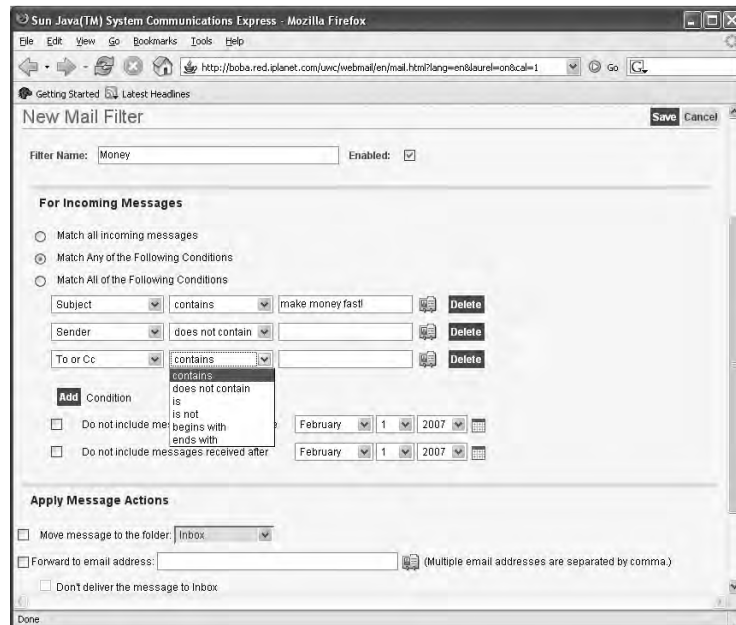 Sun Java(TM) System Communications Express - Mozilla Firefox
File Edit View Go Bookmarks Tools Help
http://boba.red.iplanet.com/uwc/webmail/en/mail.html?lang=en&laurel=on&cal=1 Go
Getting Started Latest Headlines
New Mail Filter Save Cancel
Filter Name: Money Enabled:
For Incoming Messages
Match all incoming messages
Match Any of the Following Conditions
Match All of the Following Conditions
Subject contains make money fast! Delete
Sender does not contain Delete
To or Cc contains Delete
contains
does not contain
is
is not
begins with
ends with
Add Condition
Do not include February 1 2007
Do not include messages received after February 1 2007
Apply Message Actions
Move message to the folder: Inbox
Forward to email address: (Multiple email addresses are separated by comma.)
Don't deliver the message to Inbox
Done